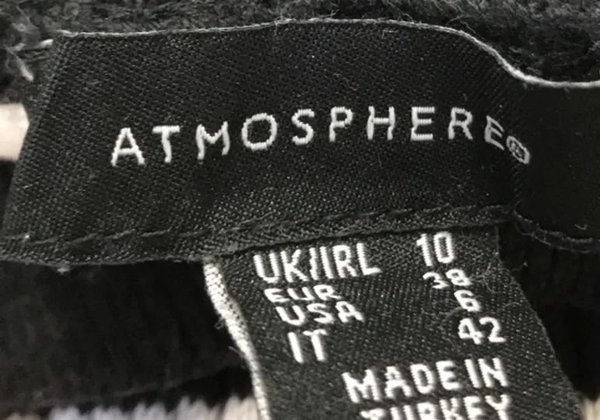 ATMOSPHERE®
UK/IRL 10
EUR 38
USA 6
IT 42
MADE IN
TURKEY